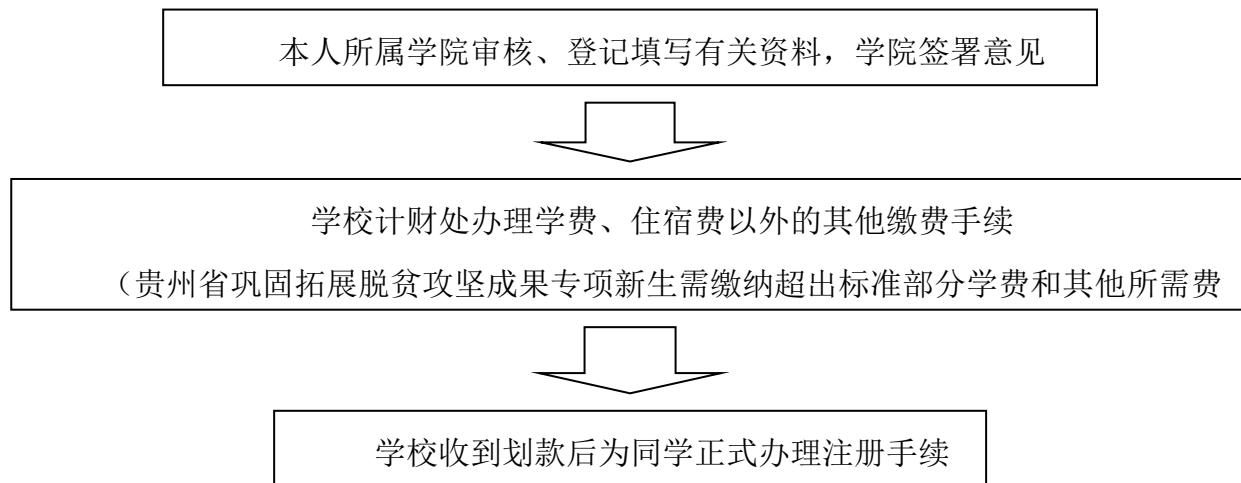 本人所属学院审核、登记填写有关资料，学院签署意见
学校计财处办理学费、住宿费以外的其他缴费手续
（贵州省巩固拓展脱贫攻坚成果专项新生需缴纳超出标准部分学费和其他所需费
学校收到划款后为同学正式办理注册手续